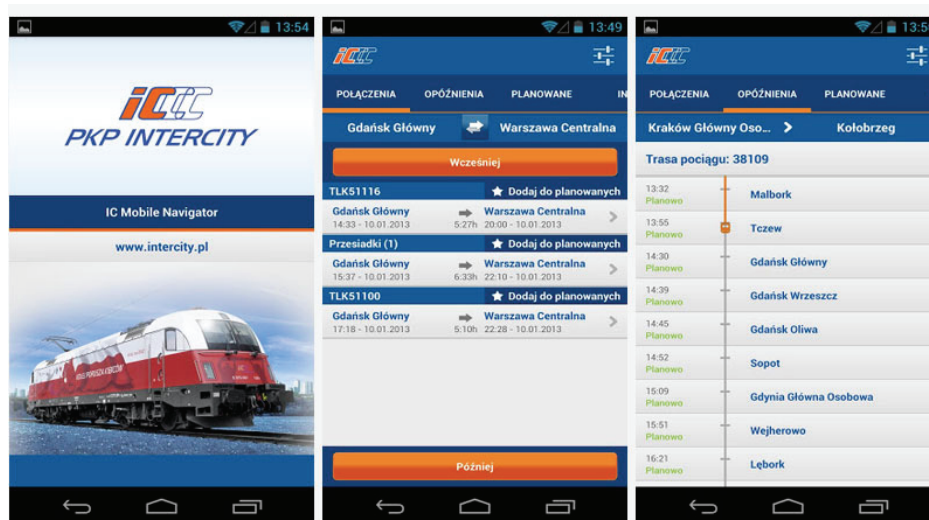 13:54
iC
PKP INTERCITY
IC Mobile Navigator
www.intercity.pl
13:49
iC
POŁĄCZENIA OPÓŹNIENIA PLANOWANE IN
Gdańsk Główny Warszawa Centralna
Wcześniej
TLK51116 Dodaj do planowanych
Gdańsk Główny Warszawa Centralna
14:33 - 10.01.2013 5:27h 20:00 - 10.01.2013
Przesiadki (1) Dodaj do planowanych
Gdańsk Główny Warszawa Centralna
15:37 - 10.01.2013 6:33h 22:10 - 10.01.2013
TLK51100 Dodaj do planowanych
Gdańsk Główny Warszawa Centralna
17:18 - 10.01.2013 5:10h 22:28 - 10.01.2013
Później
iC
POŁĄCZENIA OPÓŹNIENIA PLANOWANE
Kraków Główny Oso... > Kołobrzeg
Trasa pociągu: 38109
13:32 Malbork
Planowo
13:55 Tczew
Planowo
14:30 Gdańsk Główny
Planowo
14:39 Gdańsk Wrzeszcz
Planowo
14:45 Gdańsk Oliwa
Planowo
14:52 Sopot
Planowo
15:09 Gdynia Główna Osobowa
Planowo
15:51 Wejherowo
Planowo
16:21 Lębork
Planowo